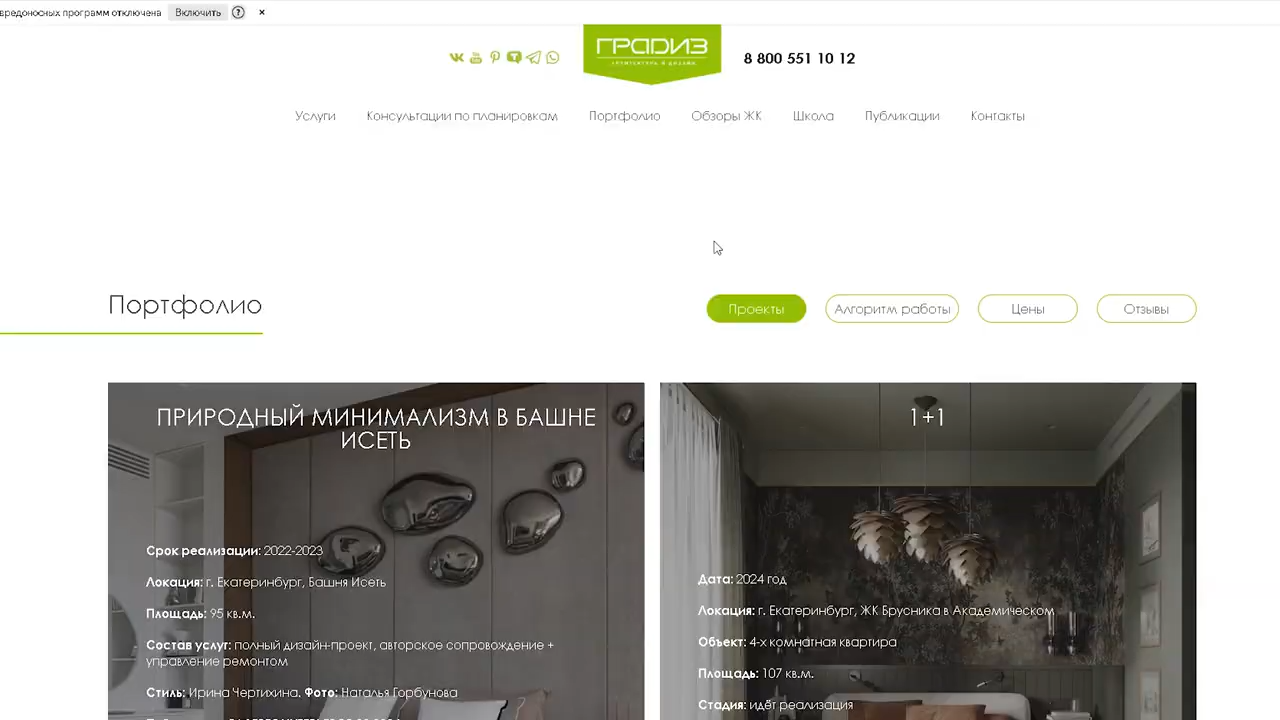 вредоносных программ отключена Включить ? ×
ГРАДИЗ
8 800 551 10 12
Услуги Консультации по планировкам Портфолио Обзоры ЖК Школа Публикации Контакты
Портфолио
Проекты Алгоритм работы Цены Отзывы
ПРИРОДНЫЙ МИНИМАЛИЗМ В БАШНЕ
ИСЕТЬ
Срок реализации: 2022-2023
Локация: г. Екатеринбург, Башня Исеть
Площадь: 95 кв.м.
Состав услуг: полный дизайн-проект, авторское сопровождение +
управление ремонтом
Стиль: Ирина Чертихина. Фото: Наталья Горбунова
1+1
Дата: 2024 год
Локация: г. Екатеринбург, ЖК Брусника в Академическом
Объект: 4-х комнатная квартира
Площадь: 107 кв.м.
Стадия: идёт реализация